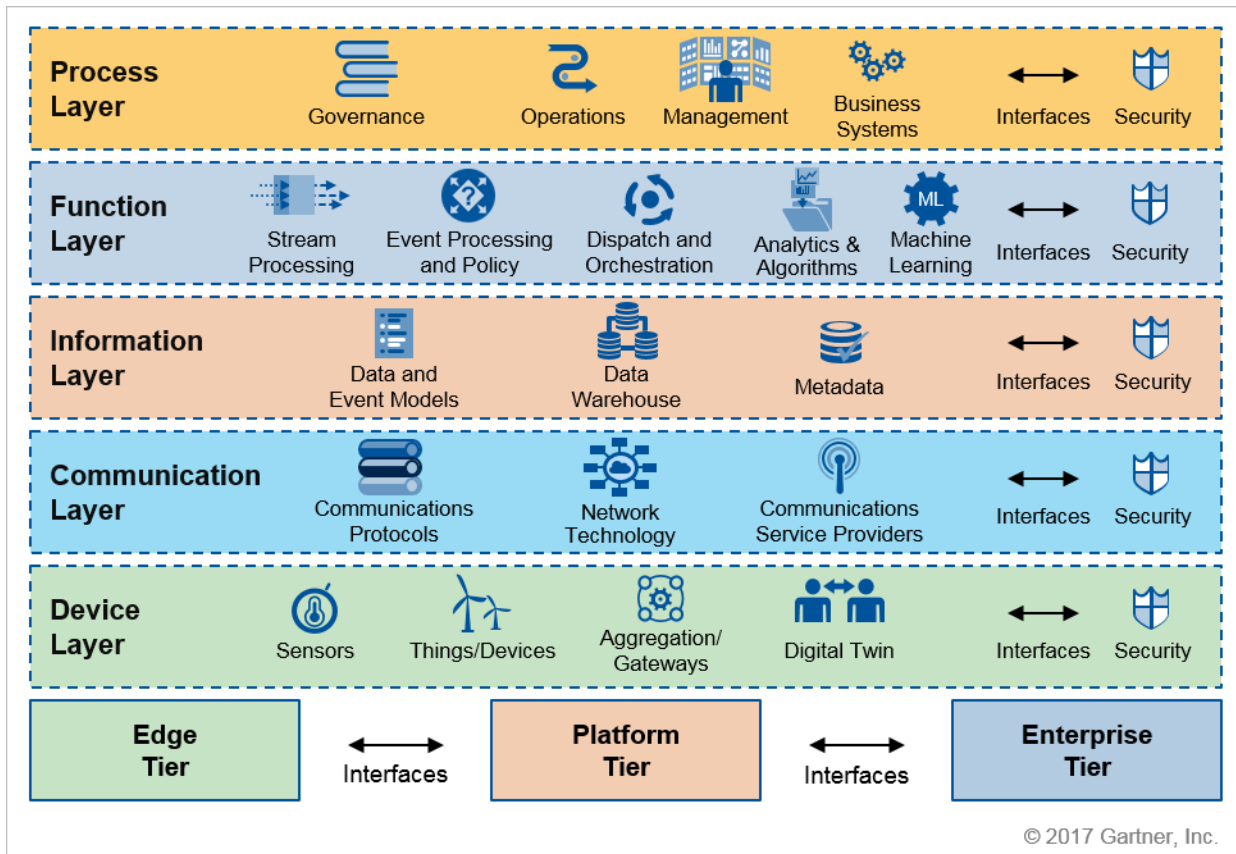 Process
Layer
Governance
Operations
Management
Business
Systems
Interfaces
Security
Function
Layer
Stream
Processing
?
Event Processing
and Policy
Dispatch and
Orchestration
Analytics &
Algorithms
ML
Machine
Learning
Interfaces
Security
Information
Layer
Data and
Event Models
Data
Warehouse
Metadata
Interfaces
Security
Communication
Layer
Communications
Protocols
Network
Technology
Communications
Service Providers
Interfaces
Security
Device
Layer
Sensors
Things/Devices
Aggregation/
Gateways
Digital Twin
Interfaces
Security
Edge
Tier
Interfaces
Platform
Tier
Interfaces
Enterprise
Tier
© 2017 Gartner, Inc.